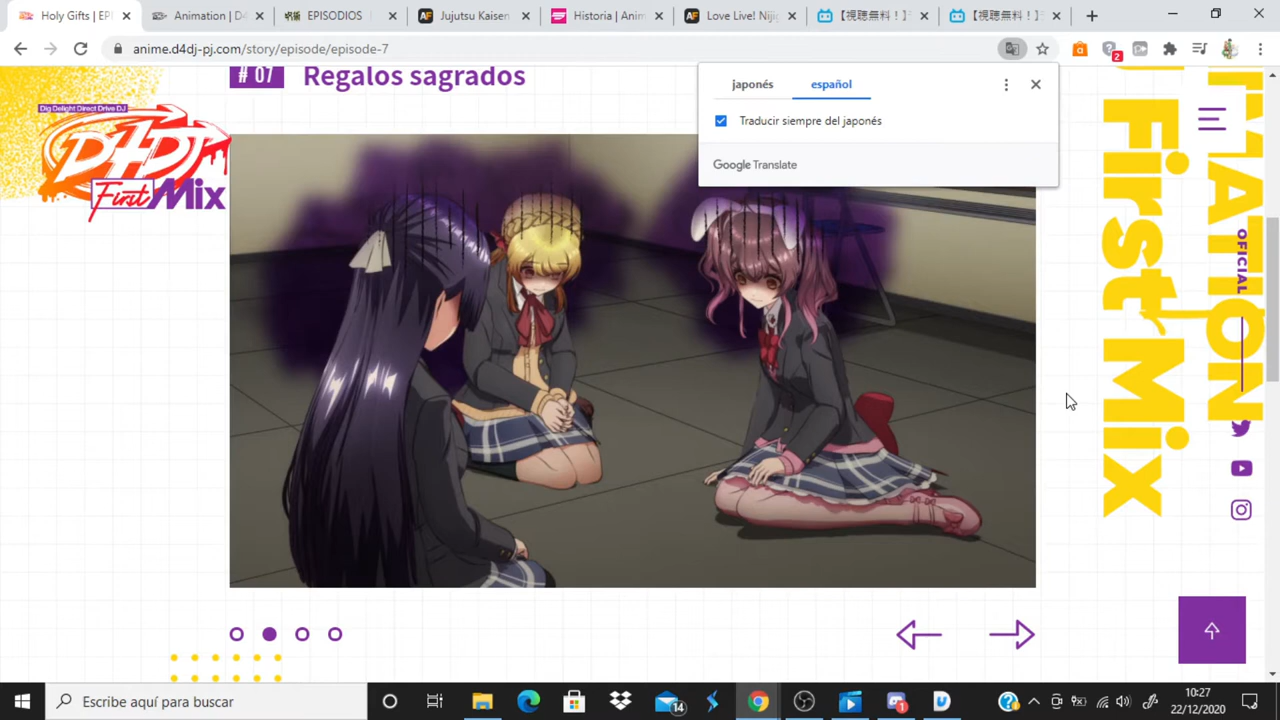 Holy Gifts | EPI
Animation | D4
EPISODIOS
Jujutsu Kaisen
Historia | Anim
Love Live! Nijig
【視聴無料！】
【視聴無料！】
anime.d4dj-pj.com/story/episode/episode-7
2
japonés
español
Traducir siempre del japonés
Google Translate
# 07
Regalos sagrados
Dig Delight Direct Drive DJ
D4DJ
First Mix
First Mix
OFICIAL
Escribe aquí para buscar
14
1
10:27
22/12/2020